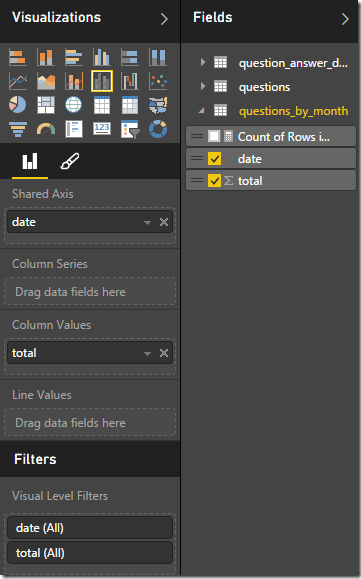 Visualizations
123
Shared Axis
date
Column Series
Drag data fields here
Column Values
total
Line Values
Drag data fields here
Filters
Visual Level Filters
date (All)
total (All)
Fields
question_answer_d...
questions
questions_by_month
Count of Rows i...
date
Σ total